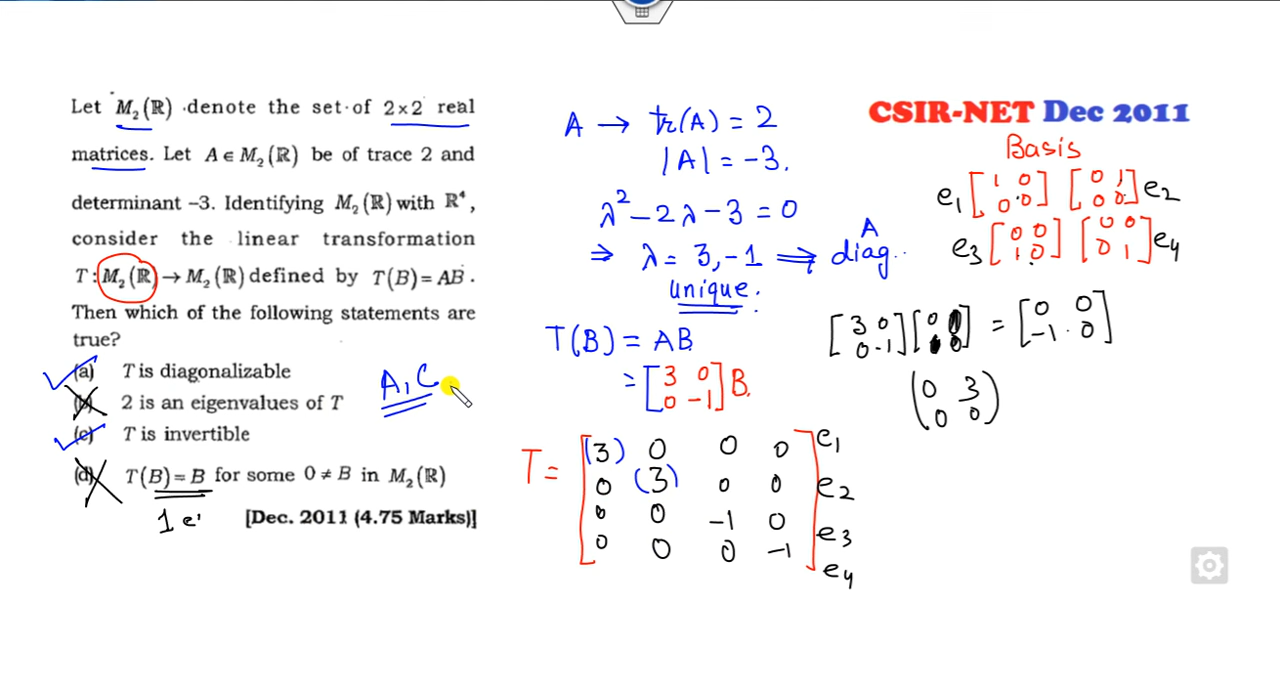 Let M₂(ℝ) denote the set of 2×2 real
matrices. Let A ∈ M₂(ℝ) be of trace 2 and
determinant –3. Identifying M₂(ℝ) with ℝ⁴,
consider the linear transformation
T : M₂(ℝ) → M₂(ℝ) defined by T(B) = AB.
Then which of the following statements are
true?
(a) T is diagonalizable
(b) 2 is an eigenvalues of T
(c) T is invertible
(d) T(B) = B for some 0 ≠ B in M₂(ℝ)
1 e'
[Dec. 2011 (4.75 Marks)]
A, C
A → tr(A) = 2
|A| = -3.
λ² - 2λ - 3 = 0
⇒ λ = 3, -1 ⟹ A diag.
unique.
T(B) = AB
= [3 0
0 -1] B.
T =
[(3) 0 0 0] e1
0 (3) 0 0 e2
0 0 -1 0 e3
0 0 0 -1 e4
CSIR-NET Dec 2011
Basis
e1 [1 0 [0 1
0 0] 0 0] e2
e3 [0 0 [0 0
1 0] 0 1] e4
[3 0 [0 = [0 0
0 -1] 0] -1 0]
(0 3
0 0)